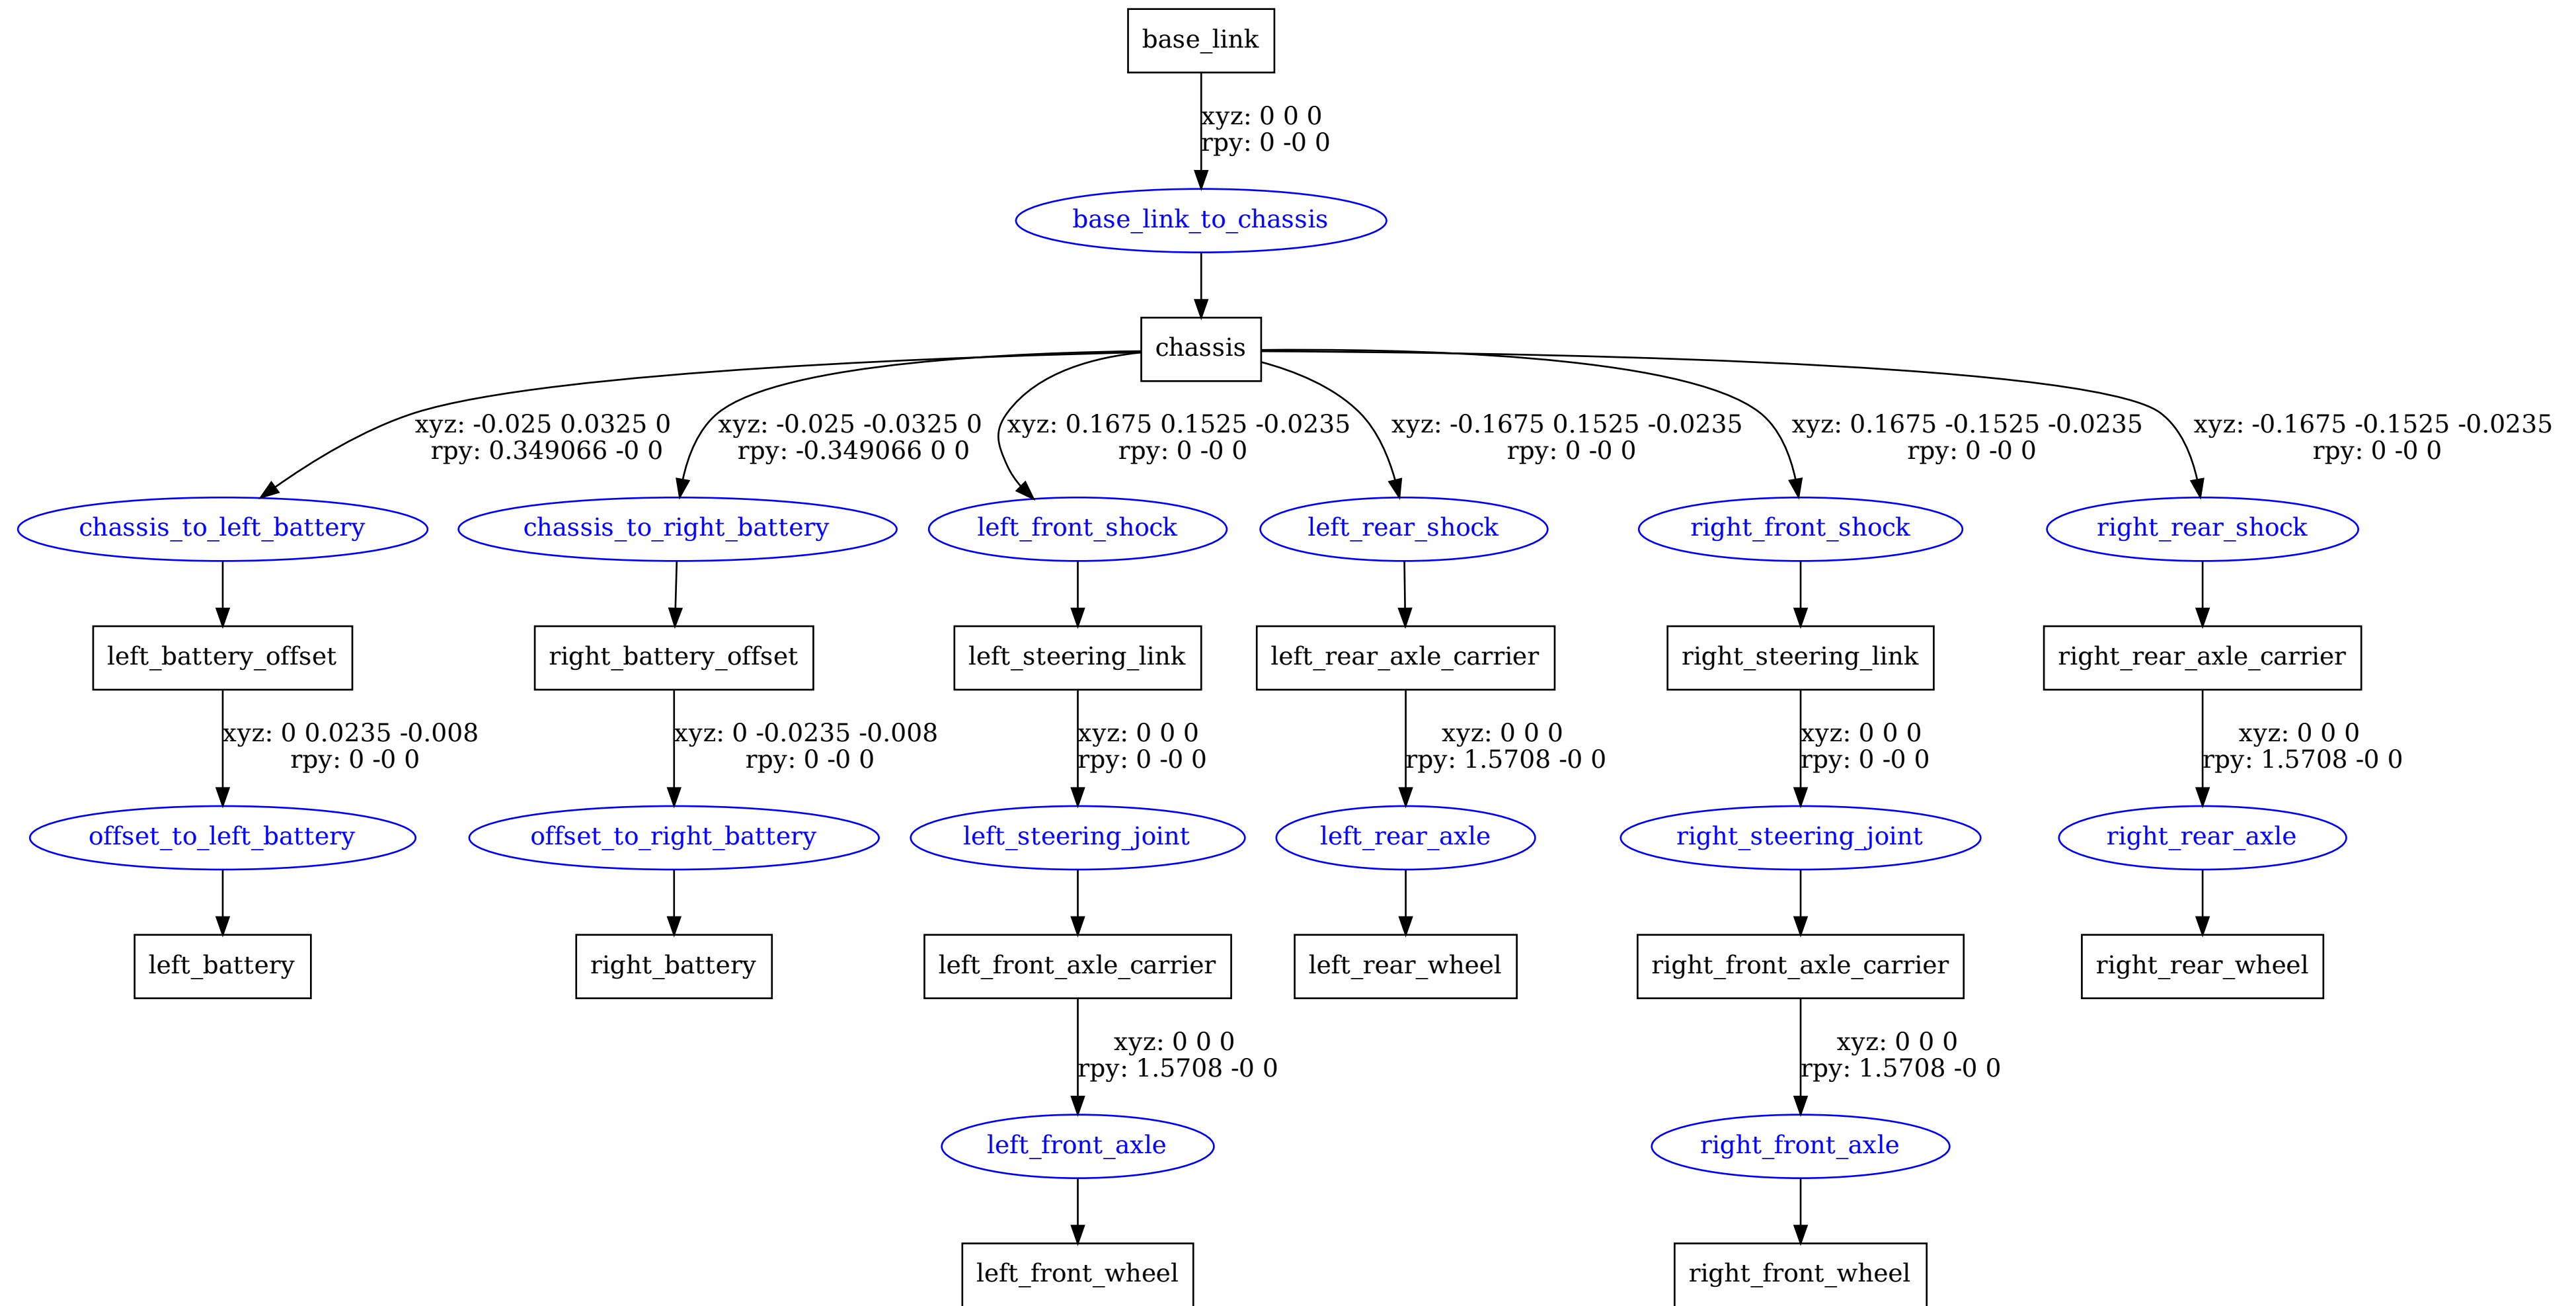 base_link
xyz: 0 0 0
rpy: 0 -0 0
base_link_to_chassis
chassis
xyz: -0.025 0.0325 0
rpy: 0.349066 -0 0
xyz: -0.025 -0.0325 0
rpy: -0.349066 0 0
xyz: 0.1675 0.1525 -0.0235
rpy: 0 -0 0
xyz: -0.1675 0.1525 -0.0235
rpy: 0 -0 0
xyz: 0.1675 -0.1525 -0.0235
rpy: 0 -0 0
xyz: -0.1675 -0.1525 -0.0235
rpy: 0 -0 0
chassis_to_left_battery
chassis_to_right_battery
left_front_shock
left_rear_shock
right_front_shock
right_rear_shock
left_battery_offset
right_battery_offset
left_steering_link
left_rear_axle_carrier
right_steering_link
right_rear_axle_carrier
xyz: 0 0.0235 -0.008
rpy: 0 -0 0
xyz: 0 -0.0235 -0.008
rpy: 0 -0 0
xyz: 0 0 0
rpy: 0 -0 0
xyz: 0 0 0
rpy: 1.5708 -0 0
xyz: 0 0 0
rpy: 0 -0 0
xyz: 0 0 0
rpy: 1.5708 -0 0
offset_to_left_battery
offset_to_right_battery
left_steering_joint
left_rear_axle
right_steering_joint
right_rear_axle
left_battery
right_battery
left_front_axle_carrier
left_rear_wheel
right_front_axle_carrier
right_rear_wheel
xyz: 0 0 0
rpy: 1.5708 -0 0
xyz: 0 0 0
rpy: 1.5708 -0 0
left_front_axle
right_front_axle
left_front_wheel
right_front_wheel